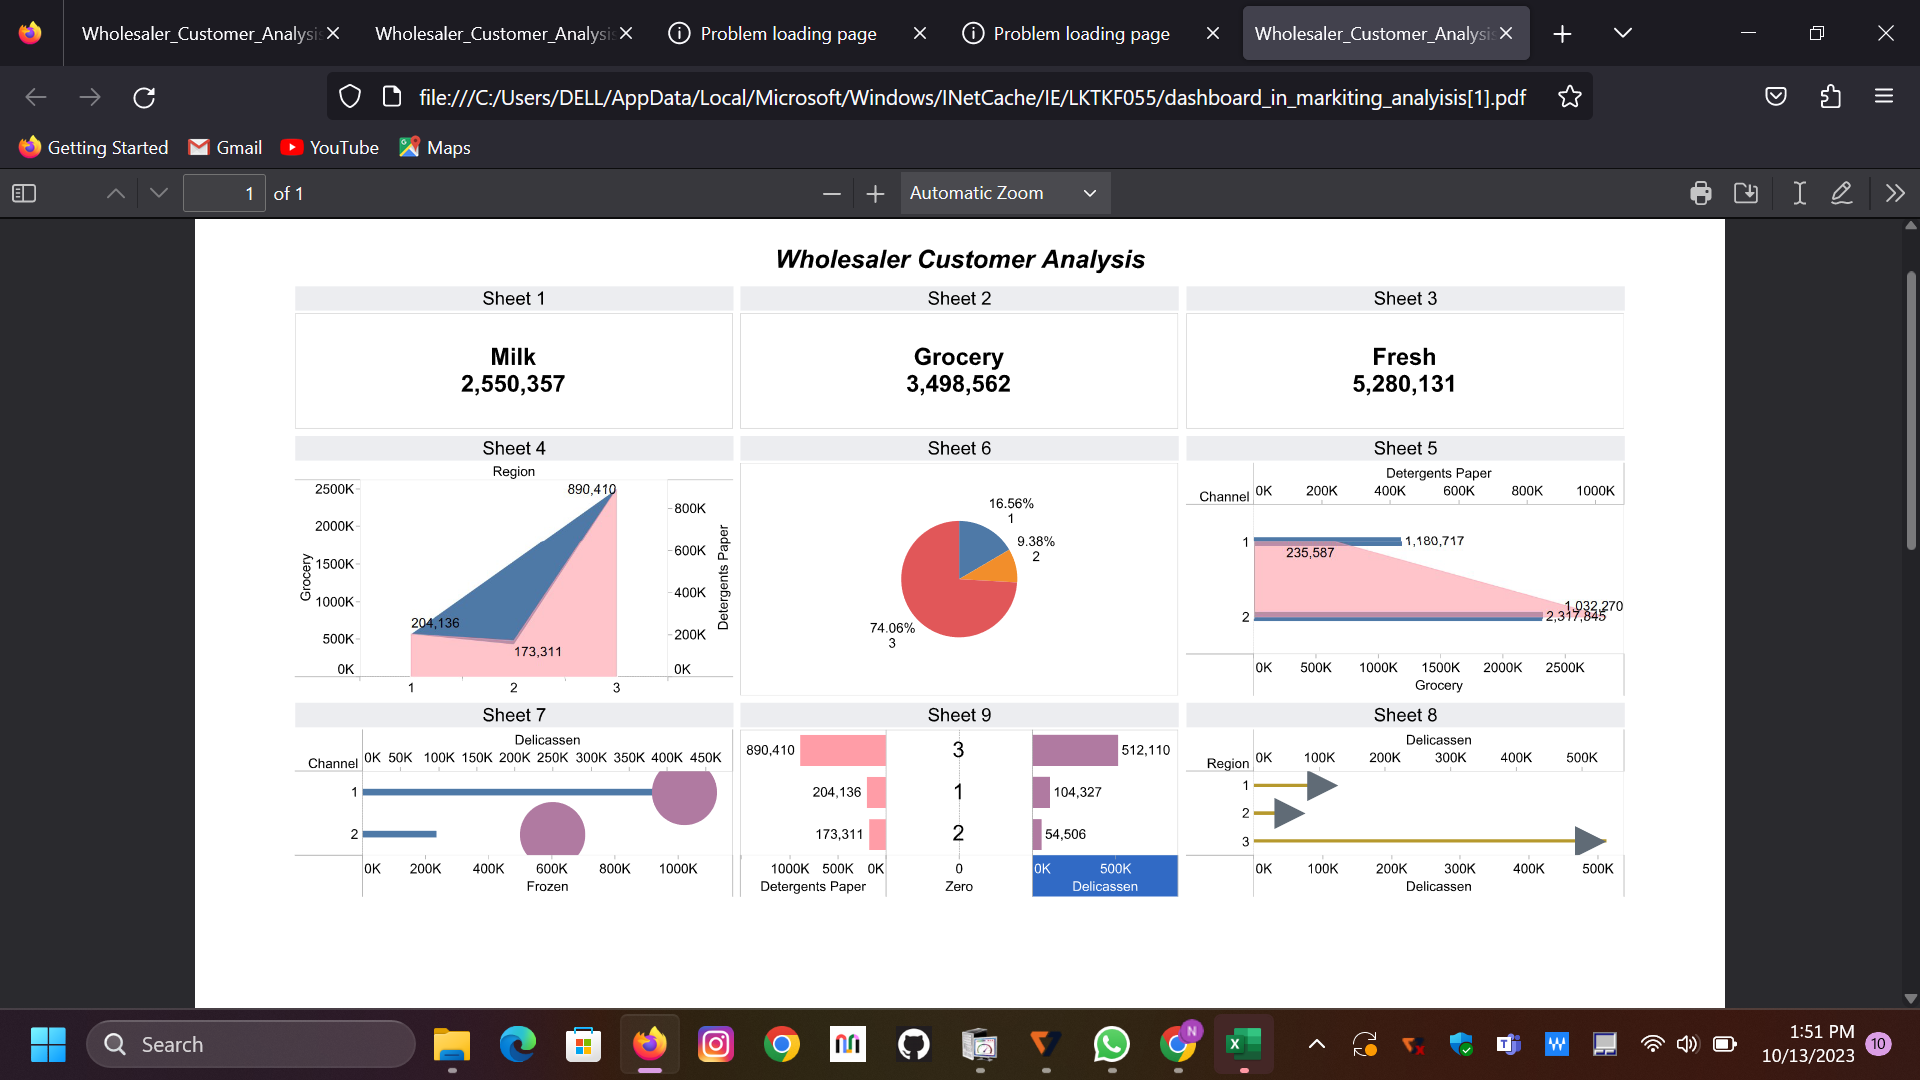 Wholesaler_Customer_Analysis
Wholesaler_Customer_Analysis
Problem loading page
Problem loading page
Wholesaler_Customer_Analysis
file:///C:/Users/DELL/AppData/Local/Microsoft/Windows/INetCache/IE/LKTKF055/dashboard_in_markiting_analyisis[1].pdf
Getting Started Gmail YouTube Maps
1 of 1 Automatic Zoom
Wholesaler Customer Analysis
Sheet 1
Milk
2,550,357
Sheet 2
Grocery
3,498,562
Sheet 3
Fresh
5,280,131
Sheet 4
Region
2500K
2000K
1500K
1000K
500K
0K
Grocery
890,410
204,136
173,311
800K
600K
400K
200K
0K
Detergents Paper
1 2 3
Sheet 6
16.56%
1
9.38%
2
74.06%
3
Sheet 5
Detergents Paper
Channel 0K 200K 400K 600K 800K 1000K
1 1,180,717
235,587
1,032,270
2 2,317,845
0K 500K 1000K 1500K 2000K 2500K
Grocery
Sheet 7
Delicassen
Channel 0K 50K 100K 150K 200K 250K 300K 350K 400K 450K
1
2
0K 200K 400K 600K 800K 1000K
Frozen
Sheet 9
890,410 3 512,110
204,136 1 104,327
173,311 2 54,506
1000K 500K 0K 0 0K 500K
Detergents Paper Zero Delicassen
Sheet 8
Delicassen
Region 0K 100K 200K 300K 400K 500K
1
2
3
0K 100K 200K 300K 400K 500K
Delicassen
Search
N
1:51 PM
10/13/2023
10